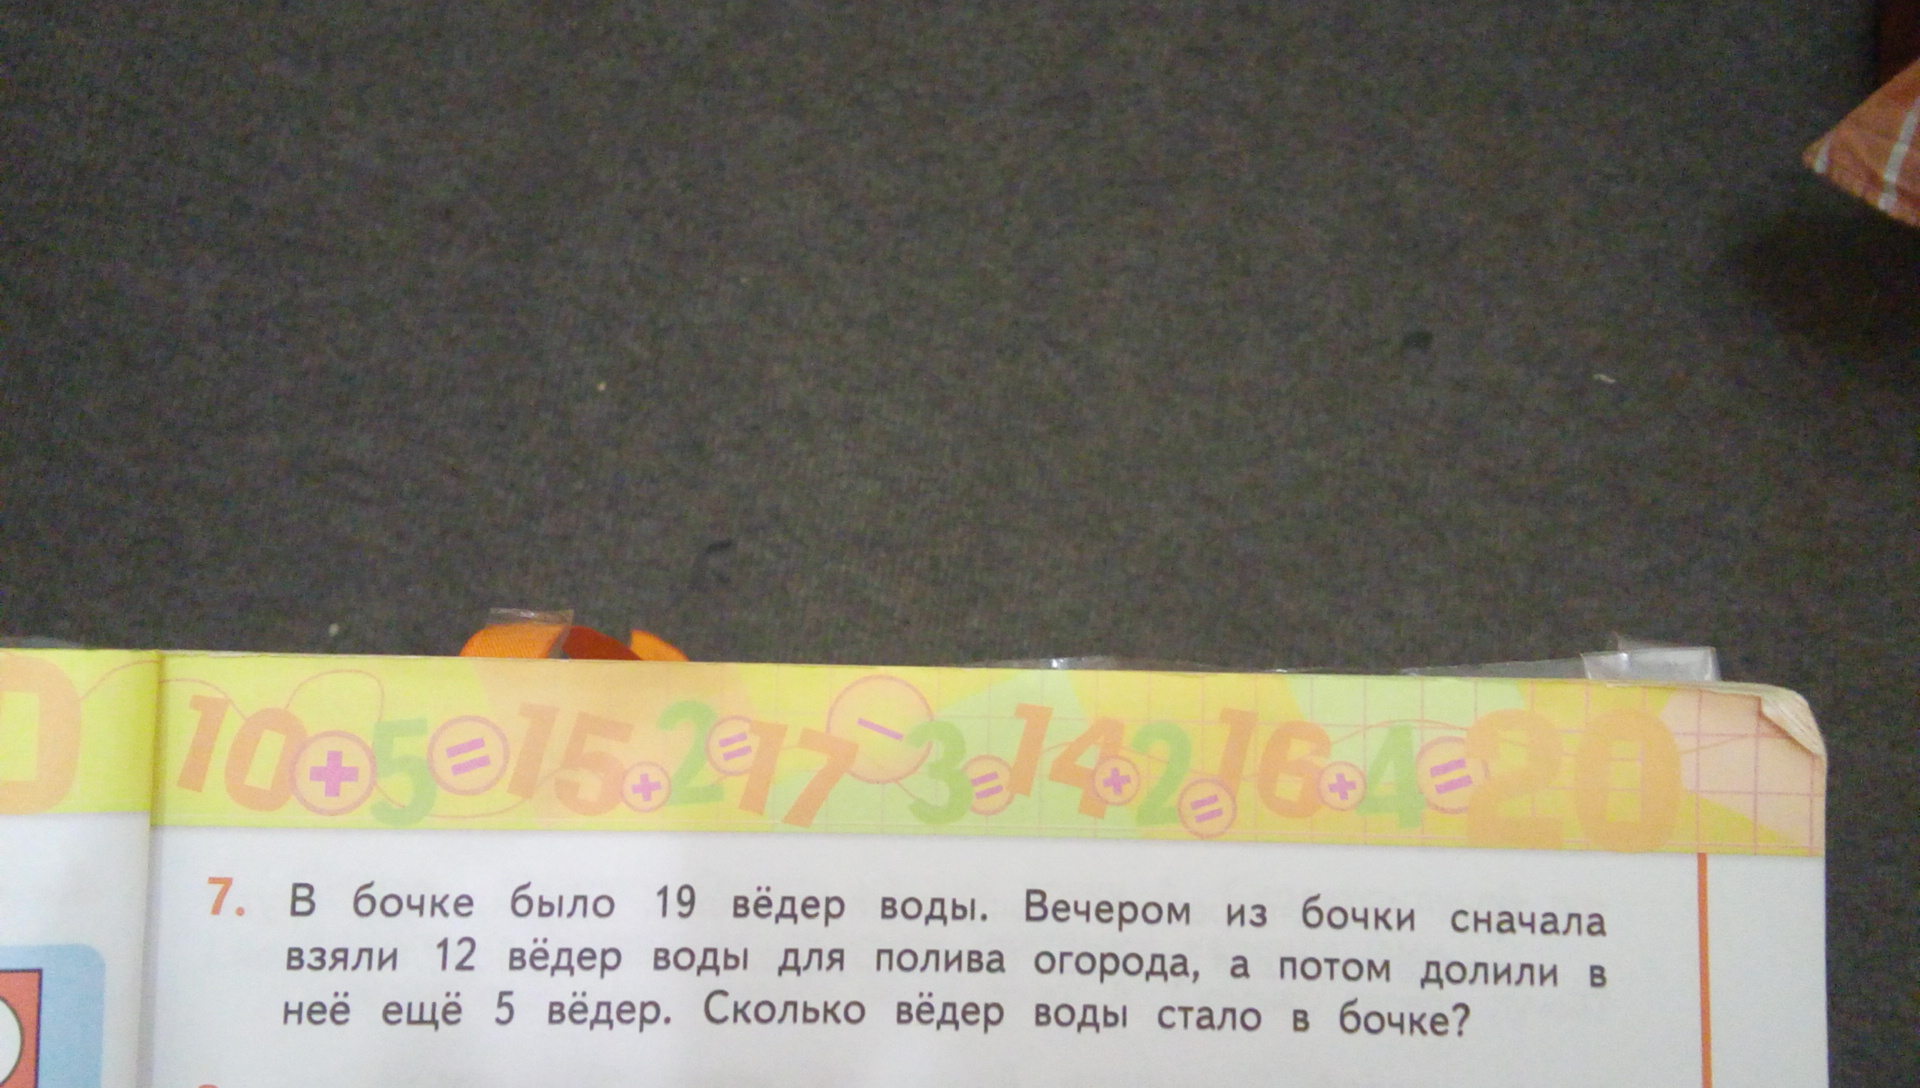 10+5=15+2=17-3=14+2=16+4=20
7. В бочке было 19 вёдер воды. Вечером из бочки сначала
взяли 12 вёдер воды для полива огорода, а потом долили в
неё ещё 5 вёдер. Сколько вёдер воды стало в бочке?